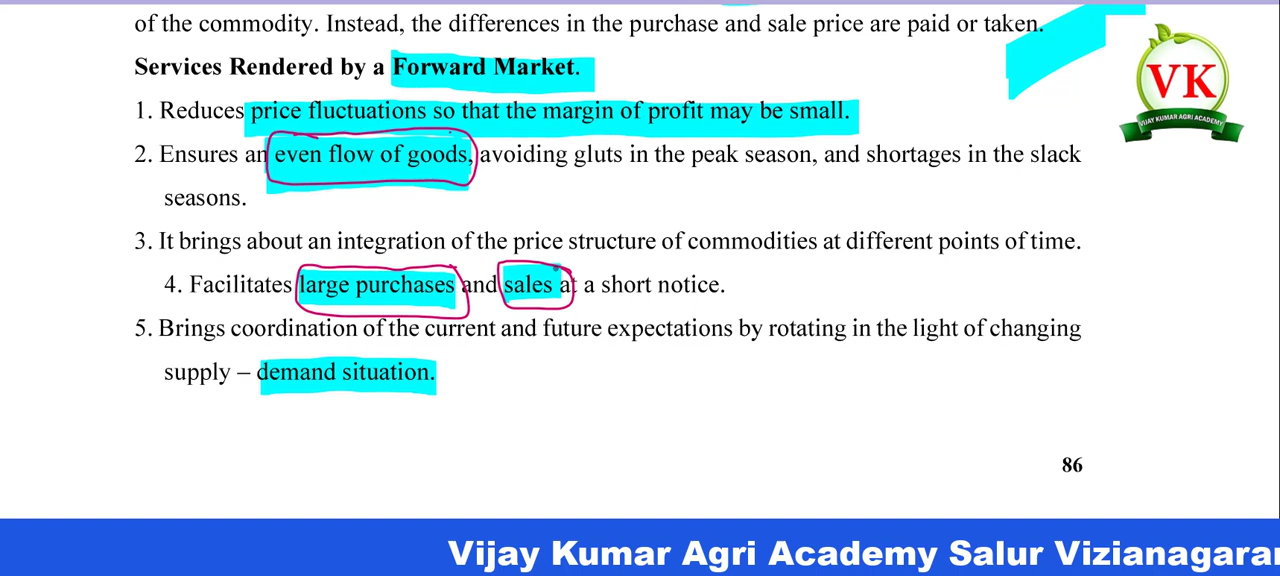 of the commodity. Instead, the differences in the purchase and sale price are paid or taken.
Services Rendered by a Forward Market.
1. Reduces price fluctuations so that the margin of profit may be small.
2. Ensures an even flow of goods, avoiding gluts in the peak season, and shortages in the slack
seasons.
3. It brings about an integration of the price structure of commodities at different points of time.
4. Facilitates large purchases and sales at a short notice.
5. Brings coordination of the current and future expectations by rotating in the light of changing
supply – demand situation.
86
VK
VIJAY KUMAR AGRI ACADEMY
Vijay Kumar Agri Academy Salur Vizianagara